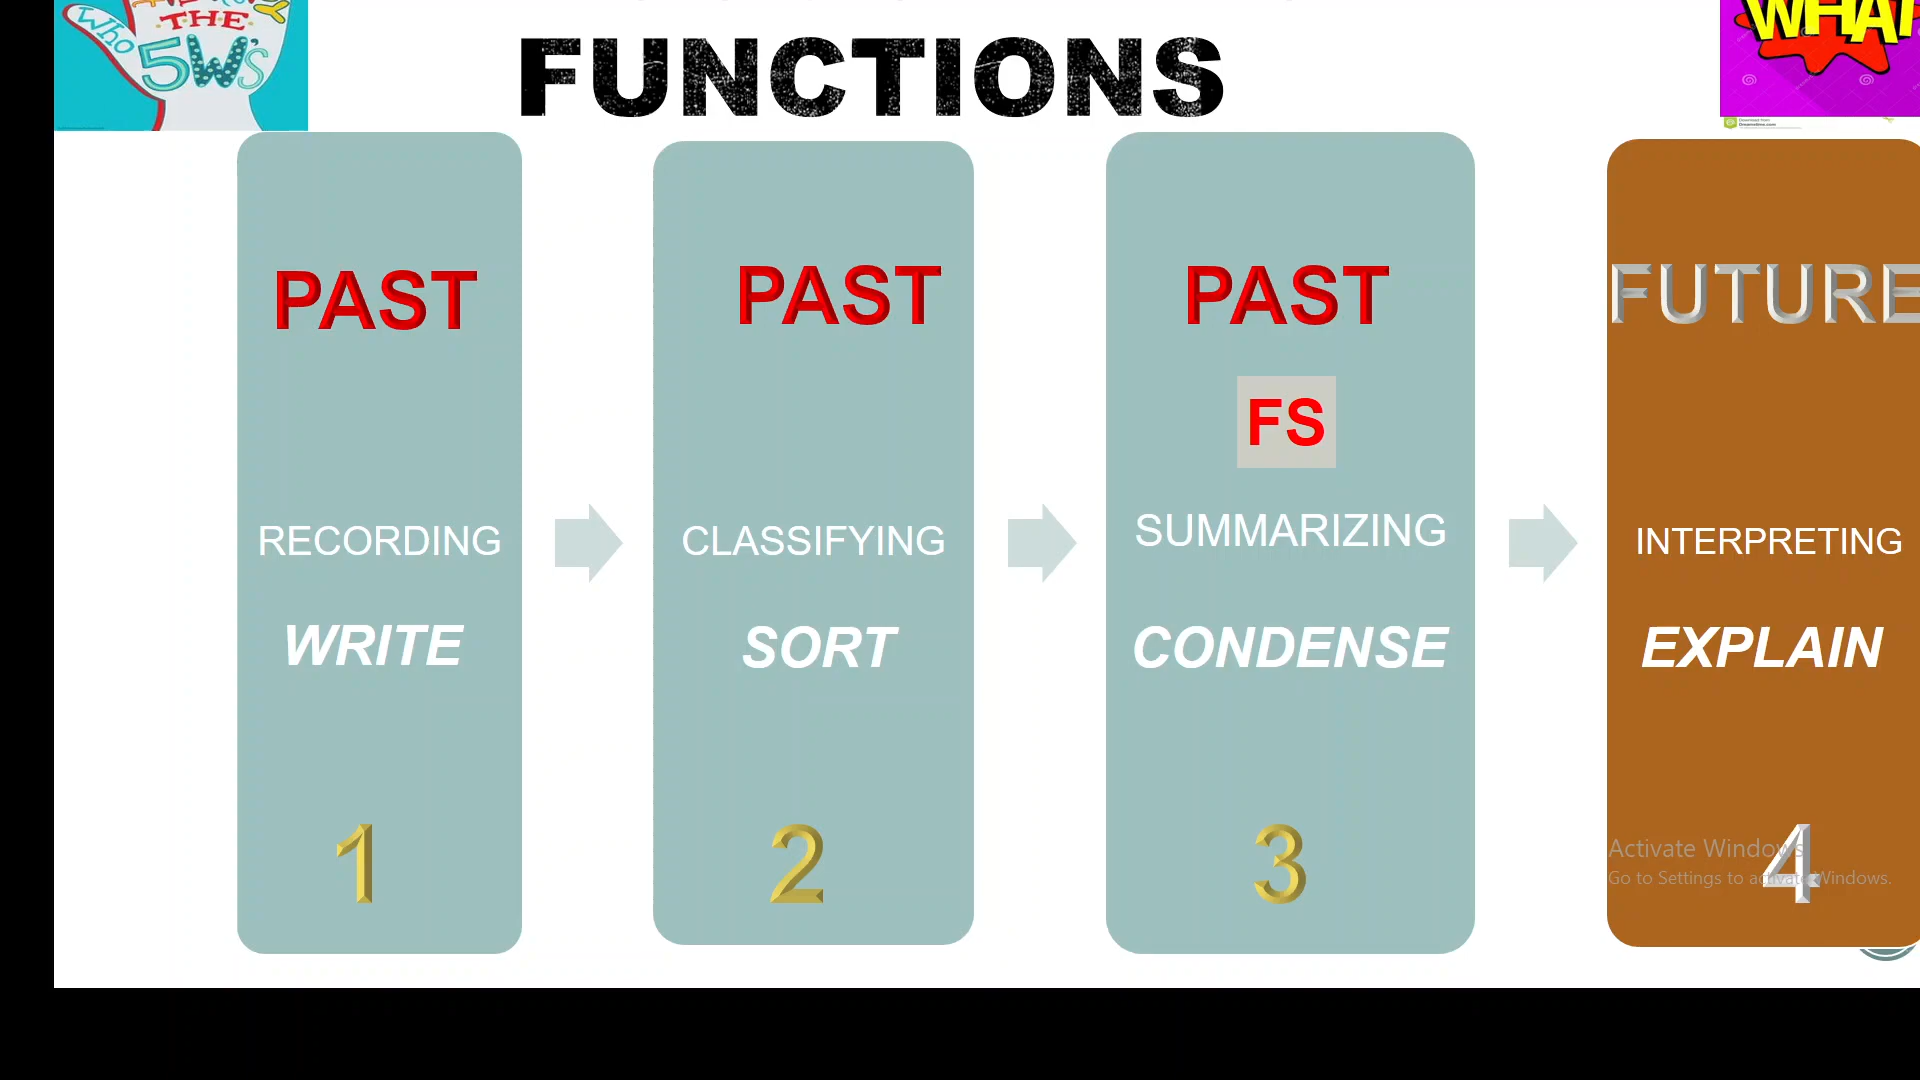 Who
THE
5W's
WHAT
FUNCTIONS
PAST
RECORDING
WRITE
1
PAST
CLASSIFYING
SORT
2
PAST
FS
SUMMARIZING
CONDENSE
3
FUTURE
INTERPRETING
EXPLAIN
4
Activate Windows
Go to Settings to activate Windows.